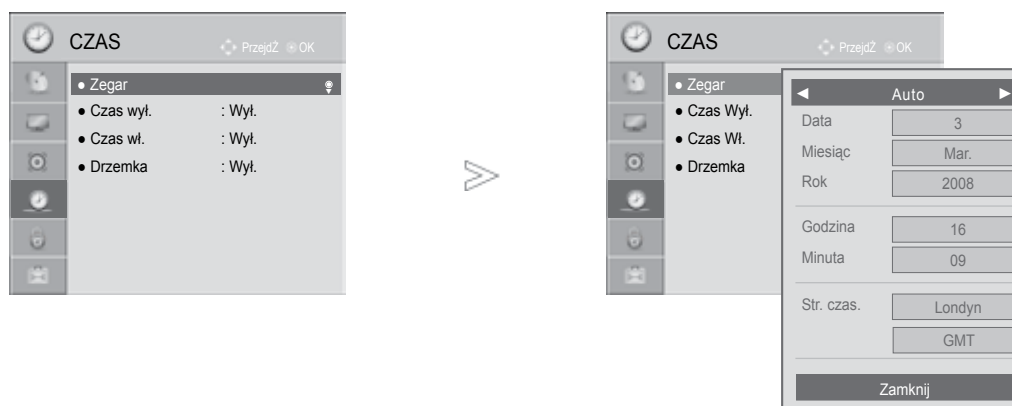 CZAS
PrzejdŹ OK
● Zegar
● Czas wył. : Wył.
● Czas wł. : Wył.
● Drzemka : Wył.
CZAS
PrzejdŹ OK
● Zegar
● Czas Wył.
● Czas Wł.
● Drzemka
◄ Auto ►
Data 3
Miesiąc Mar.
Rok 2008
Godzina 16
Minuta 09
Str. czas. Londyn
GMT
Zamknij